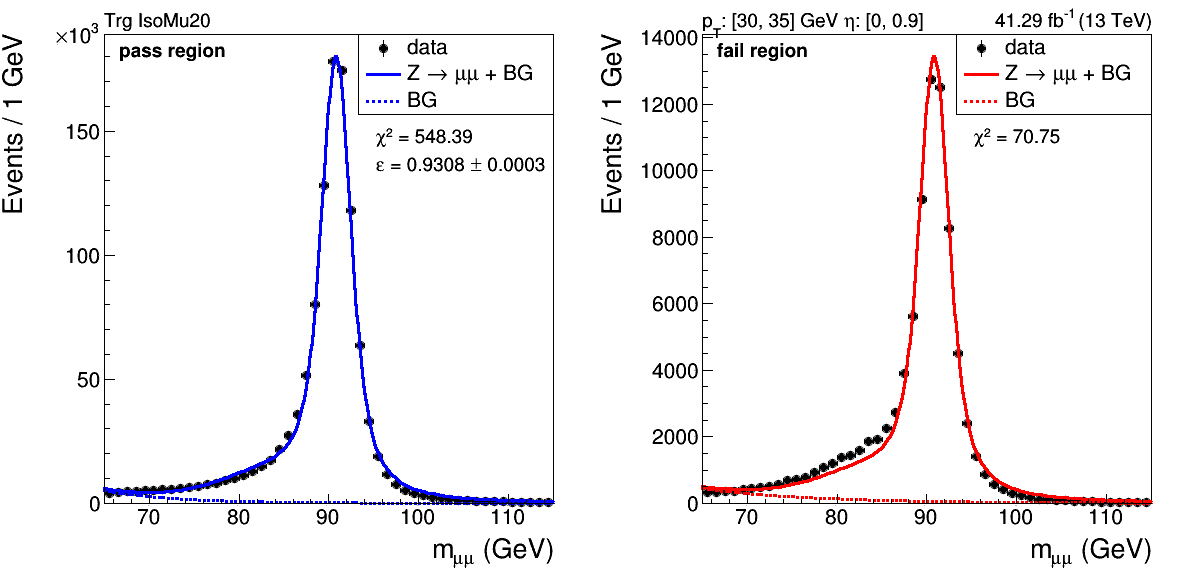 Trg IsoMu20
×10³
pass region
data
Z → μμ + BG
BG
χ² = 548.39
ε = 0.9308 ± 0.0003
Events / 1 GeV
150
100
50
0
70 80 90 100 110
m_μμ (GeV)
p_T: [30, 35] GeV η: [0, 0.9] 41.29 fb⁻¹ (13 TeV)
fail region
data
Z → μμ + BG
BG
χ² = 70.75
Events / 1 GeV
14000
12000
10000
8000
6000
4000
2000
0
70 80 90 100 110
m_μμ (GeV)